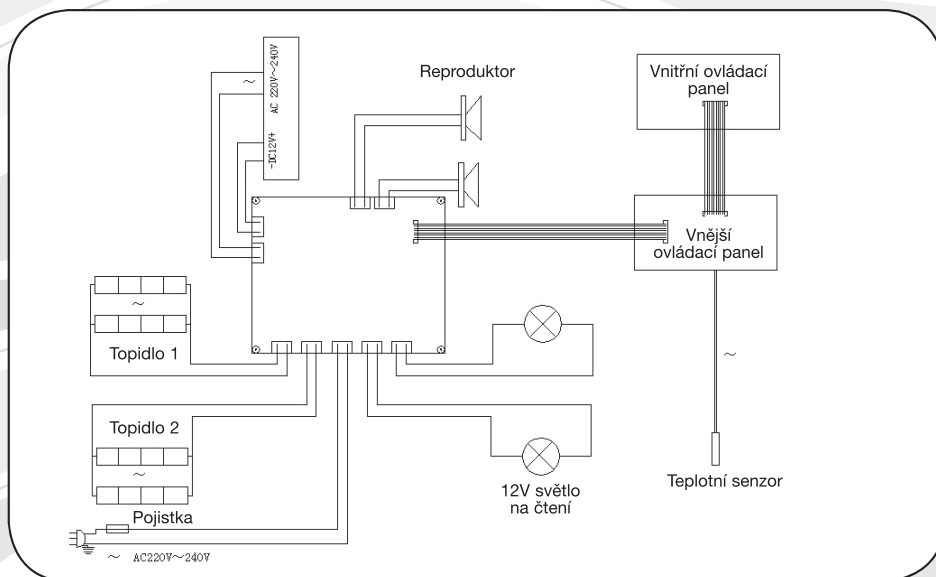 AC 220V～240V
～
-DC12V+
Reproduktor
Vnitřní ovládací
panel
Vnější
ovládací panel
～
Topidlo 1
～
Topidlo 2
～
Pojistka
～ AC220V～240V
12V světlo
na čtení
Teplotní senzor